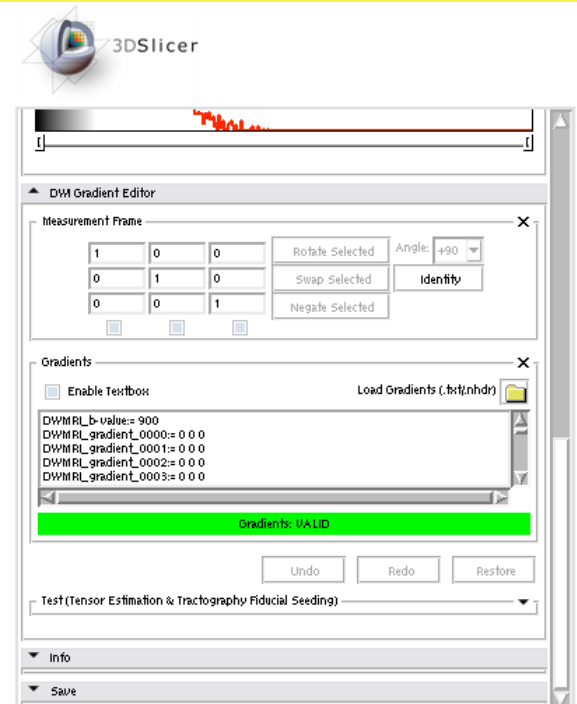 3DSlicer
DWI Gradient Editor
Measurement Frame
1 0 0 Rotate Selected Angle: +90
0 1 0 Swap Selected Identity
0 0 1 Negate Selected
Gradients
Enable Textbox Load Gradients (.txt/.nhdr)
DWMRI_b-value:= 900
DWMRI_gradient_0000:= 0 0 0
DWMRI_gradient_0001:= 0 0 0
DWMRI_gradient_0002:= 0 0 0
DWMRI_gradient_0003:= 0 0 0
Gradients: VALID
Undo Redo Restore
Test (Tensor Estimation & Tractography Fiducial Seeding)
Info
Save